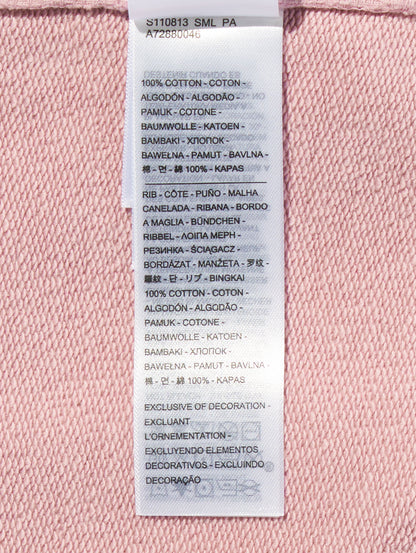 S110813 SML PA
A72880046
100% COTTON - COTON -
ALGODÓN - ALGODÃO -
PAMUK - COTONE -
BAUMWOLLE - KATOEN -
BAMBAKI - ХЛОПОК -
BAWEŁNA - PAMUT - BAVLNA -
棉 - 면 - 綿 100% - KAPAS
RIB - CÔTE - PUÑO - MALHA
CANELADA - RIBANA - BORDO
A MAGLIA - BÜNDCHEN -
RIBBEL - ΛΟΙΠΑ ΜΕΡΗ -
РЕЗИНКА - ŚCIĄGACZ -
BORDÁZAT - MANŽETA - 罗纹
- 羅紋 - 단 - リブ - BINGKAI
100% COTTON - COTON -
ALGODÓN - ALGODÃO -
PAMUK - COTONE -
BAUMWOLLE - KATOEN -
BAMBAKI - ХЛОПОК -
BAWEŁNA - PAMUT - BAVLNA -
棉 - 면 - 綿 100% - KAPAS
EXCLUSIVE OF DECORATION -
EXCLUANT
L'ORNEMENTATION -
EXCLUYENDO ELEMENTOS
DECORATIVOS - EXCLUINDO
DECORAÇÃO